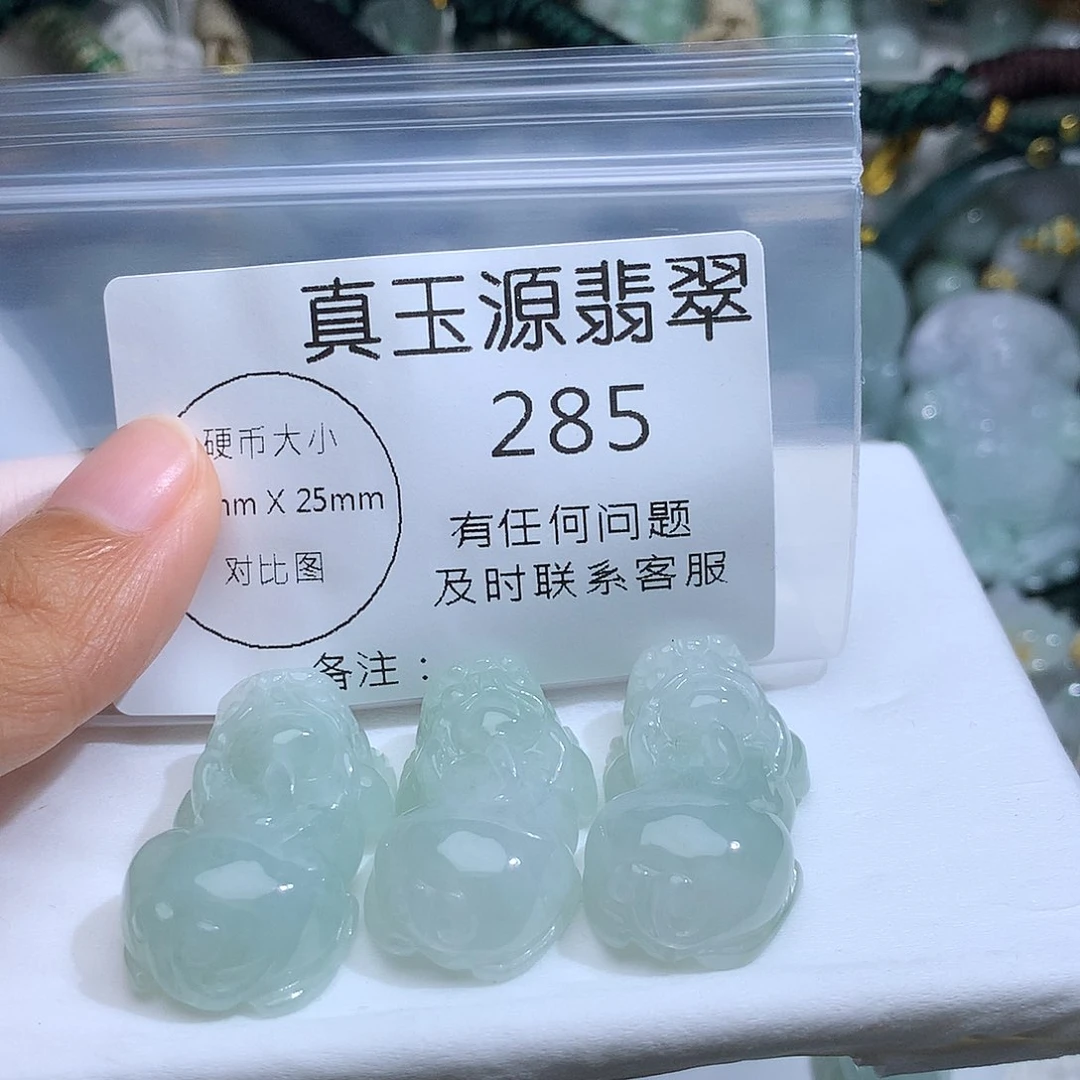 真玉源翡翠
285
硬币大小
mm X 25mm
对比图
有任何问题
及时联系客服
备注：